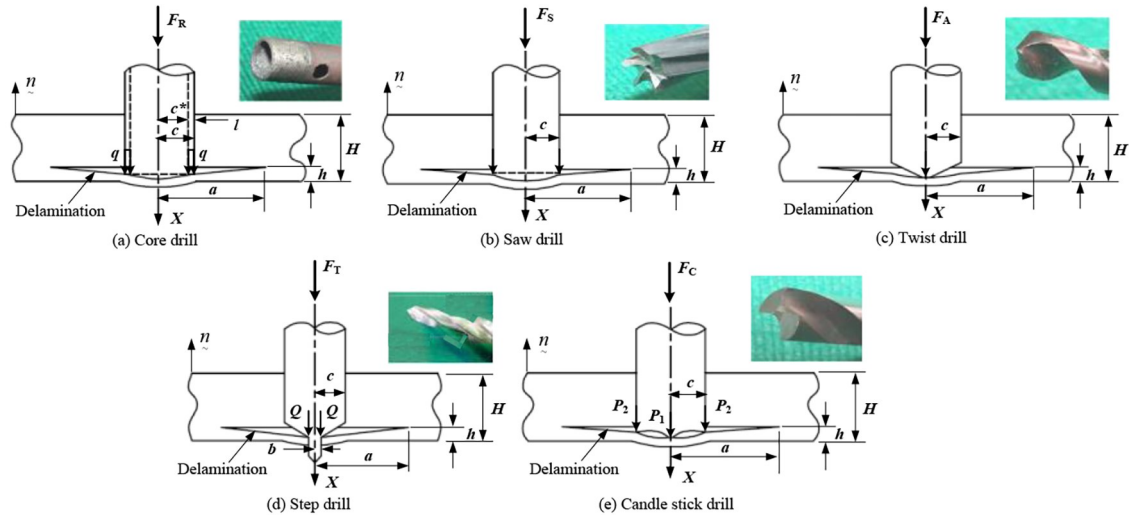 F_R
n
c*
c
l
H
q
q
h
a
Delamination
X
(a) Core drill
F_S
n
c
H
h
a
Delamination
X
(b) Saw drill
F_A
n
c
H
h
a
Delamination
X
(c) Twist drill
F_T
n
c
H
Q
Q
h
b
a
Delamination
X
(d) Step drill
F_C
n
c
H
P_2
P_1
P_2
h
a
Delamination
X
(e) Candle stick drill